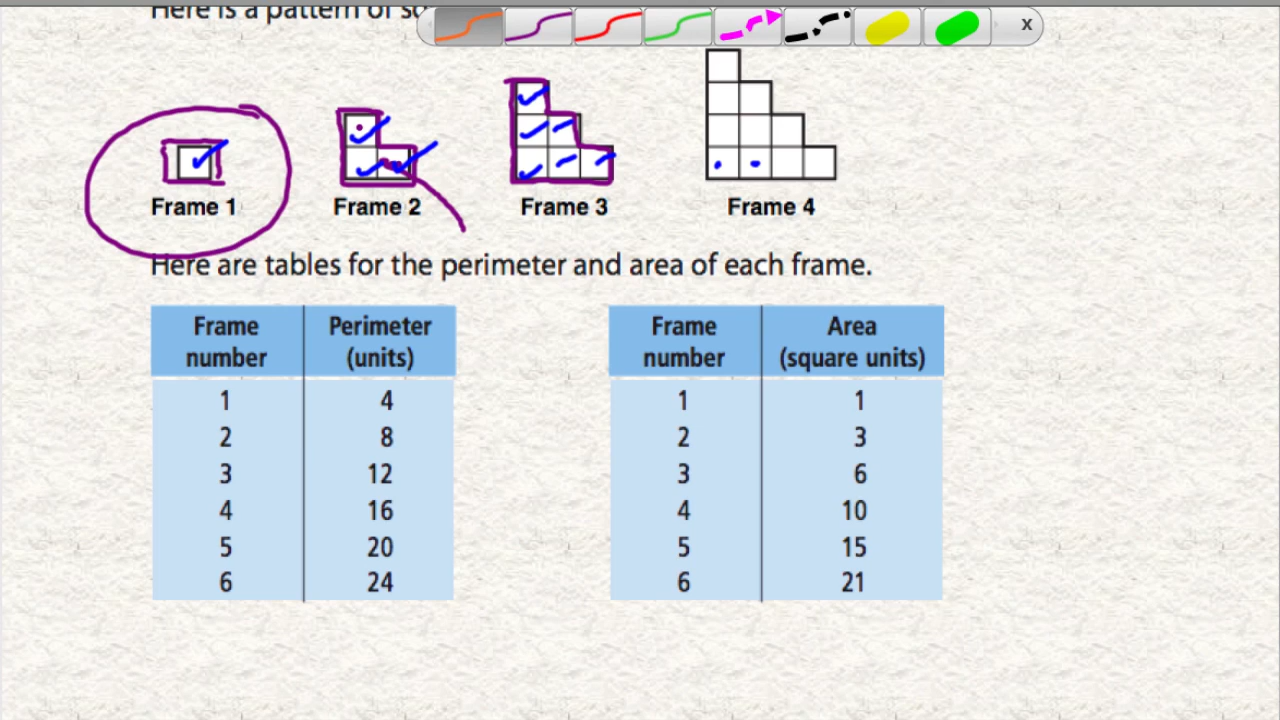 Here is a pattern of
x
Frame 1 Frame 2 Frame 3 Frame 4
Here are tables for the perimeter and area of each frame.
Frame number Perimeter (units)
1 4
2 8
3 12
4 16
5 20
6 24
Frame number Area (square units)
1 1
2 3
3 6
4 10
5 15
6 21